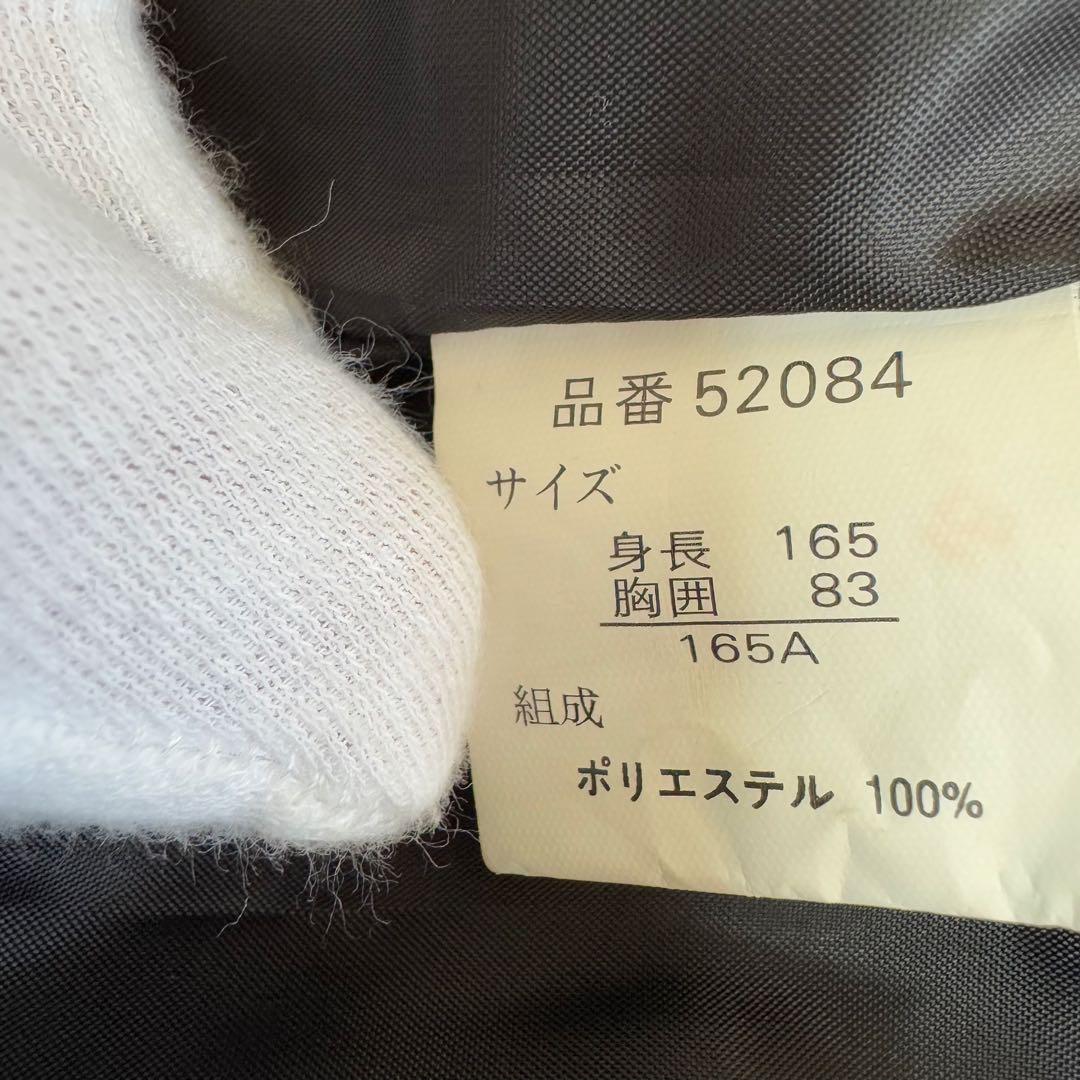 品番 52084
サイズ
身長 165
胸囲 83
165A
組成
ポリエステル 100%